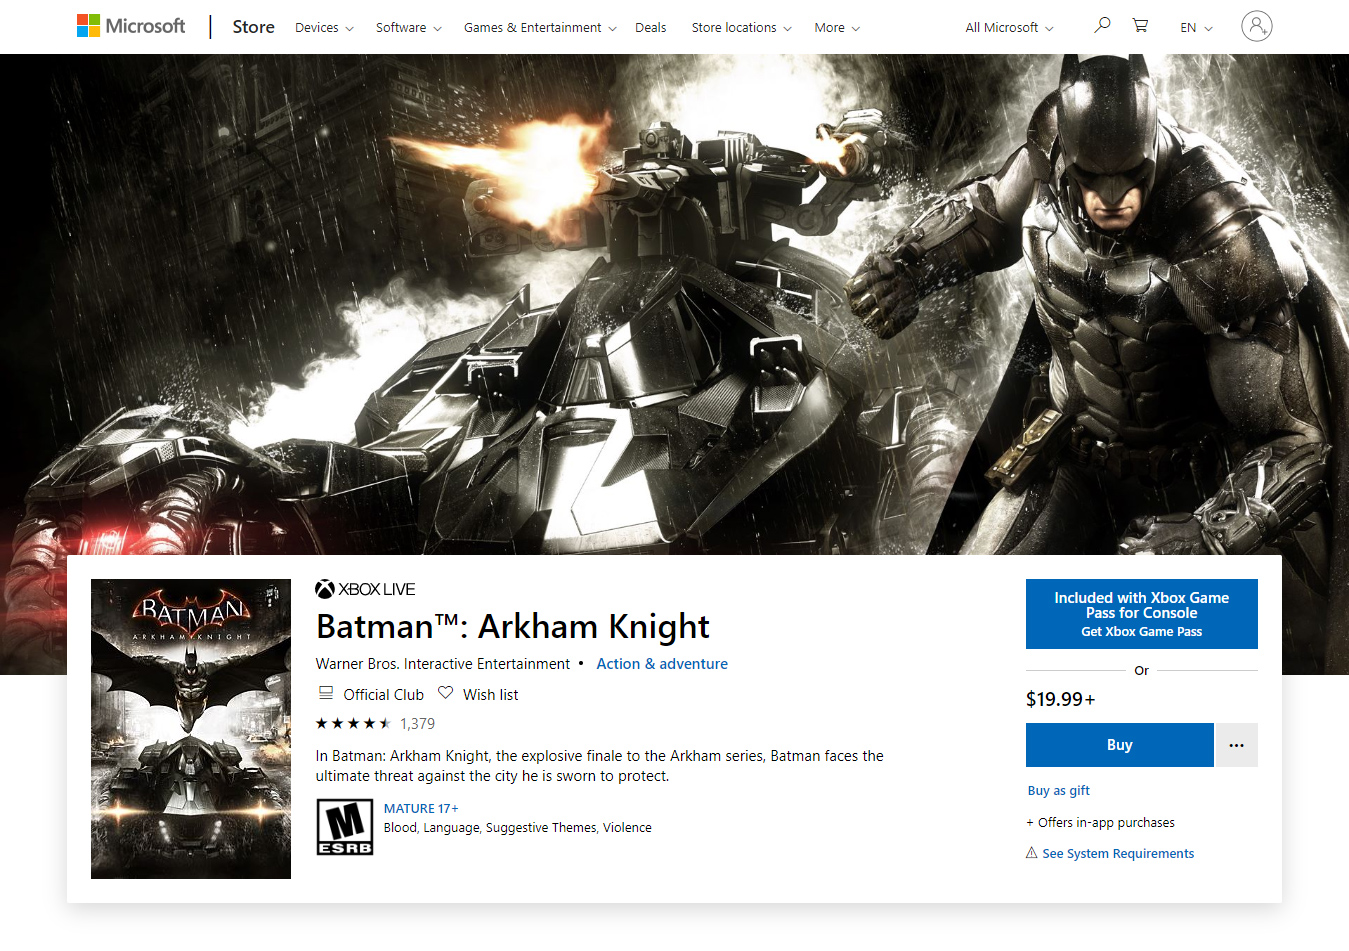 Microsoft
Store
Devices
Software
Games & Entertainment
Deals
Store locations
More
All Microsoft
EN
BATMAN
ARKHAM KNIGHT
XBOX LIVE
Batman™: Arkham Knight
Warner Bros. Interactive Entertainment • Action & adventure
Official Club
Wish list
1,379
In Batman: Arkham Knight, the explosive finale to the Arkham series, Batman faces the
ultimate threat against the city he is sworn to protect.
M
ESRB
MATURE 17+
Blood, Language, Suggestive Themes, Violence
Included with Xbox Game
Pass for Console
Get Xbox Game Pass
Or
$19.99+
Buy
Buy as gift
+ Offers in-app purchases
See System Requirements